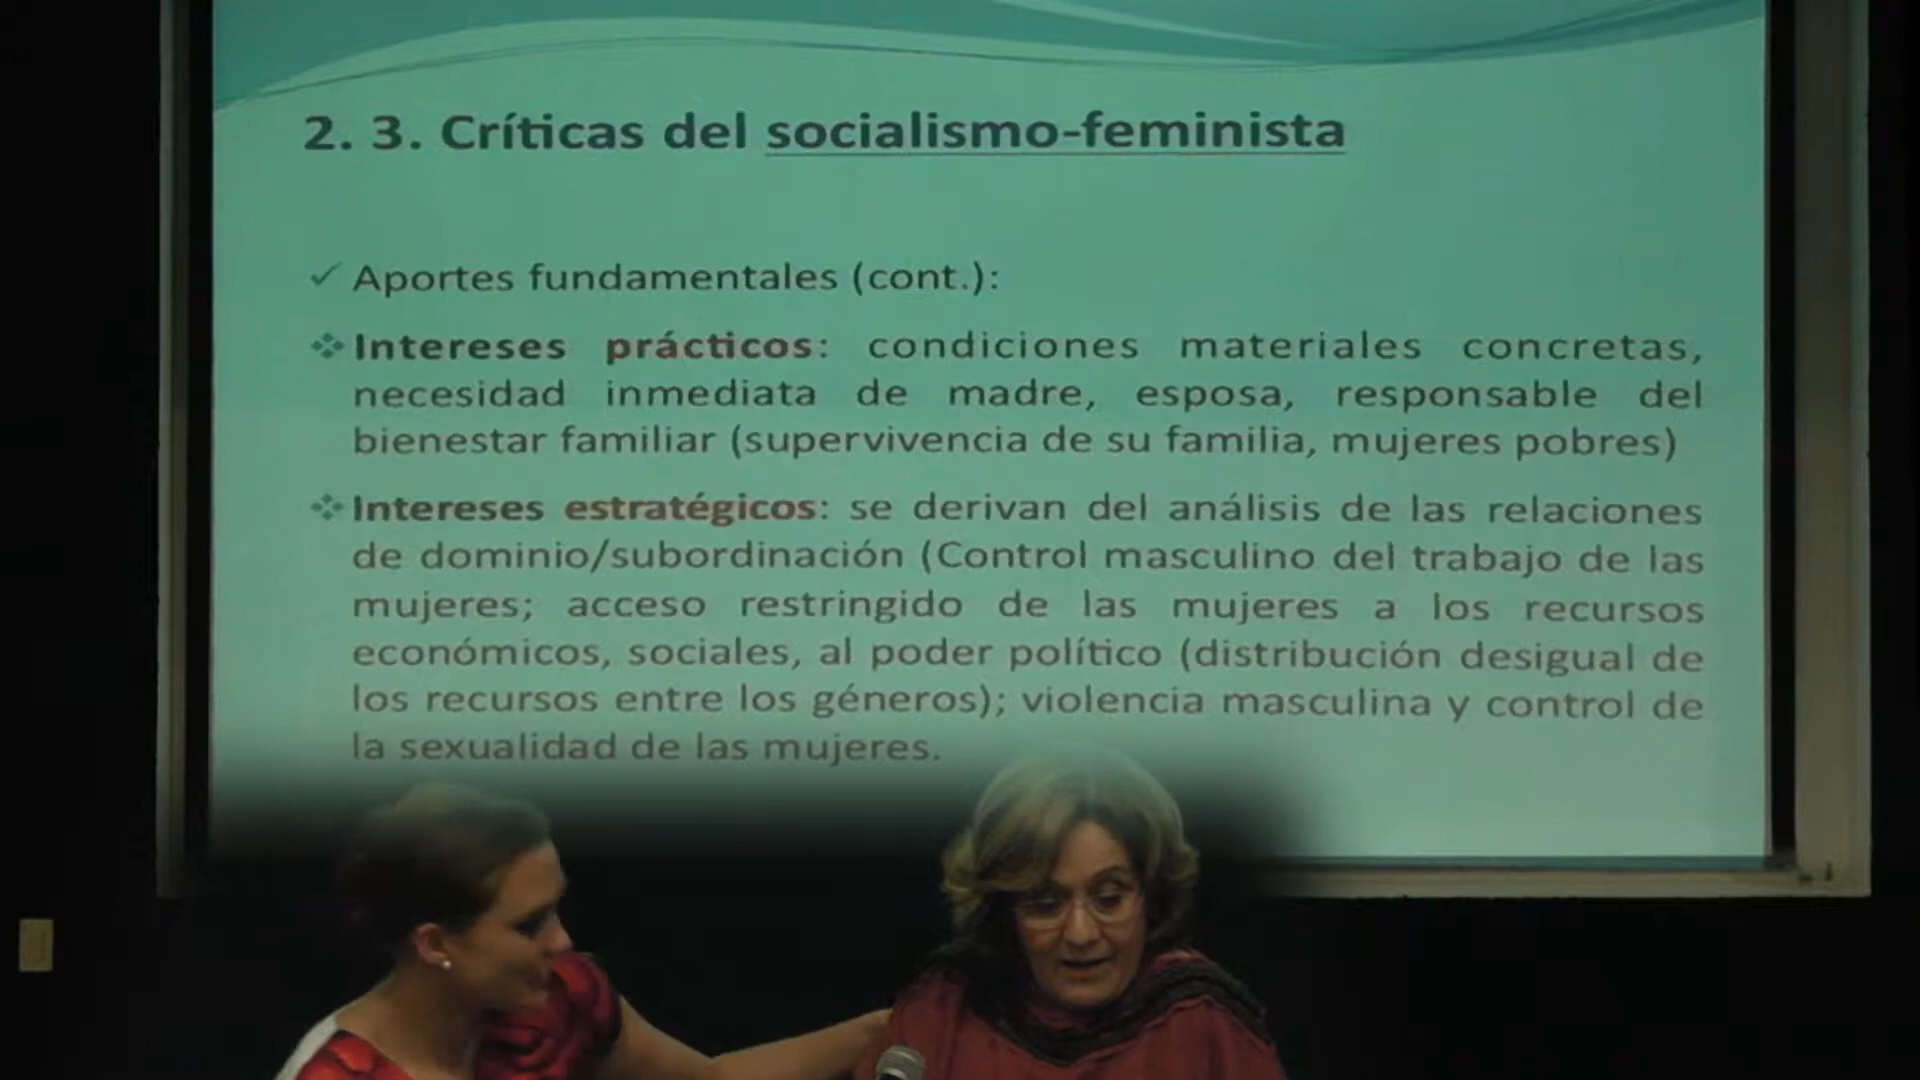 2. 3. Críticas del socialismo-feminista
✓ Aportes fundamentales (cont.):
❖ Intereses prácticos: condiciones materiales concretas,
necesidad inmediata de madre, esposa, responsable del
bienestar familiar (supervivencia de su familia, mujeres pobres)
❖ Intereses estratégicos: se derivan del análisis de las relaciones
de dominio/subordinación (Control masculino del trabajo de las
mujeres; acceso restringido de las mujeres a los recursos
económicos, sociales, al poder político (distribución desigual de
los recursos entre los géneros); violencia masculina y control de
la sexualidad de las mujeres.